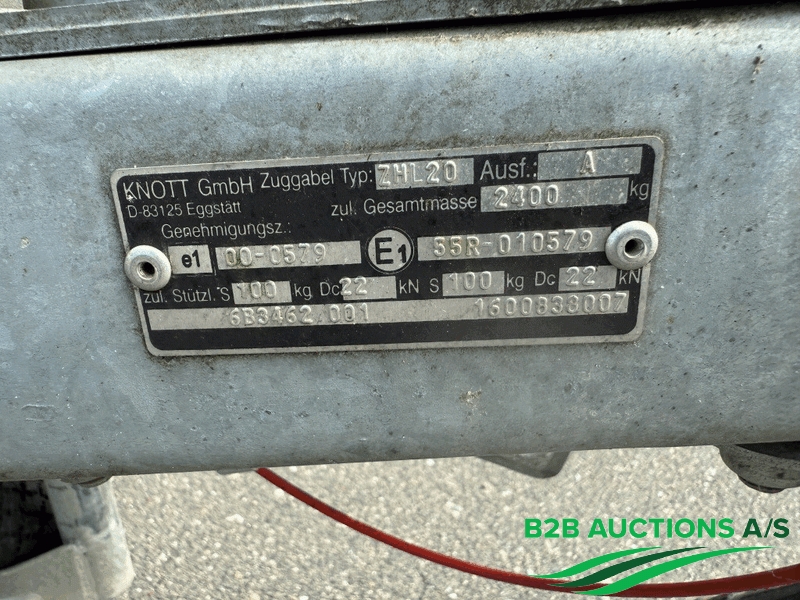 KNOTT GmbH Zuggabel Typ: ZHL20 Ausf.: A
D-83125 Eggstätt zul. Gesamtmasse 2400 kg
Genehmigungsz.:
e1 00-0579 E1 55R-010579
zul. Stützl. S 100 kg Dc 22 kN S 100 kg Dc 22 kN
6B3462.001 1600833007
B2B AUCTIONS A/S